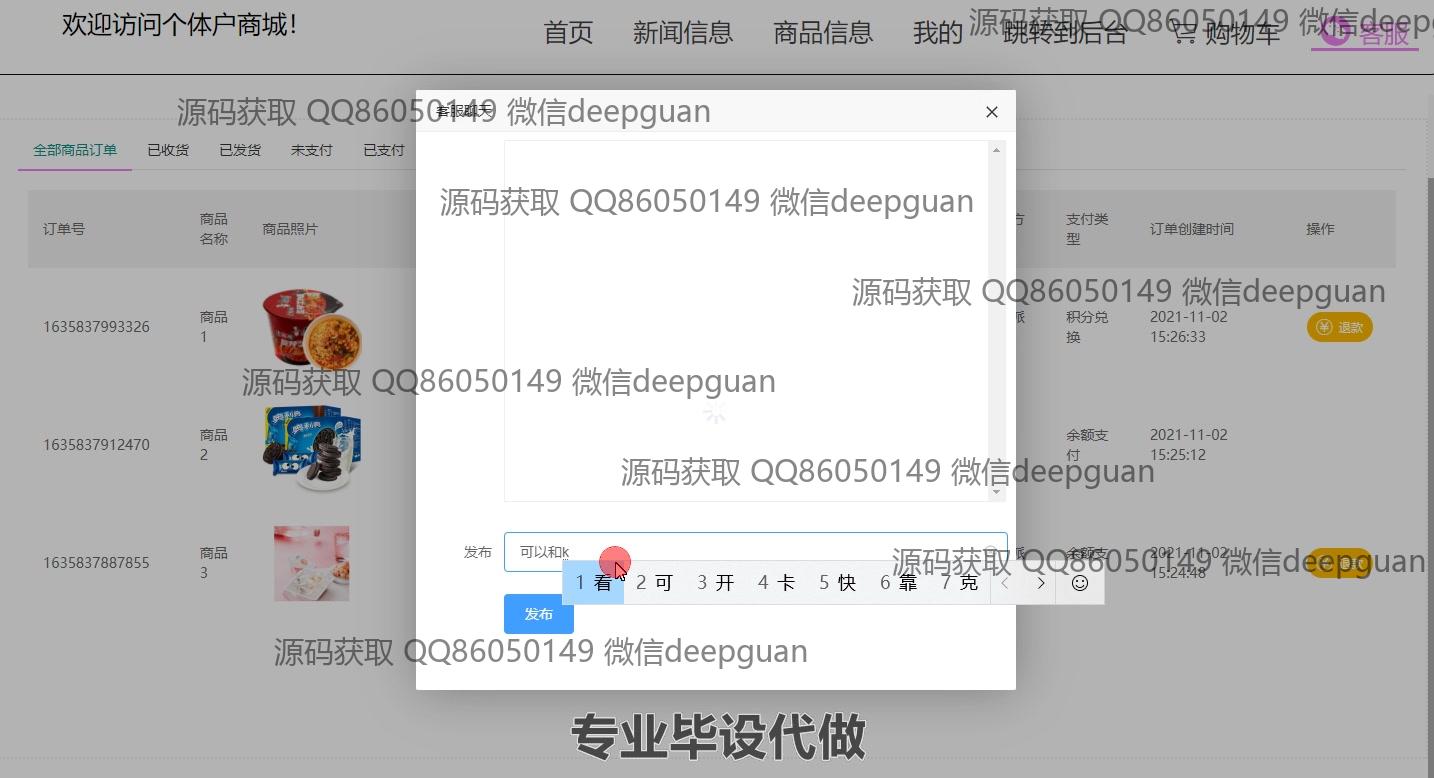 欢迎访问个体户商城!
首页 新闻信息 商品信息 我的 跳转到后台 购物车 客服
源码获取 QQ86050149 微信deepg
源码获取 QQ86050149 微信deepguan
客服聊天
全部商品订单 已收货 已发货 未支付 已支付
源码获取 QQ86050149 微信deepguan
订单号 商品名称 商品照片 支付类型 订单创建时间 操作
源码获取 QQ86050149 微信deepguan
1635837993326 商品1 积分兑换 2021-11-02 15:26:33 退款
源码获取 QQ86050149 微信deepguan
1635837912470 商品2 余额支付 2021-11-02 15:25:12
源码获取 QQ86050149 微信deepguan
发布 可以和k
1635837887855 商品3 余额支付 2021-11-02 15:24:48
源码获取 QQ86050149 微信deepguan
1 看 2 可 3 开 4 卡 5 快 6 靠 7 克
发布
源码获取 QQ86050149 微信deepguan
专业毕设代做